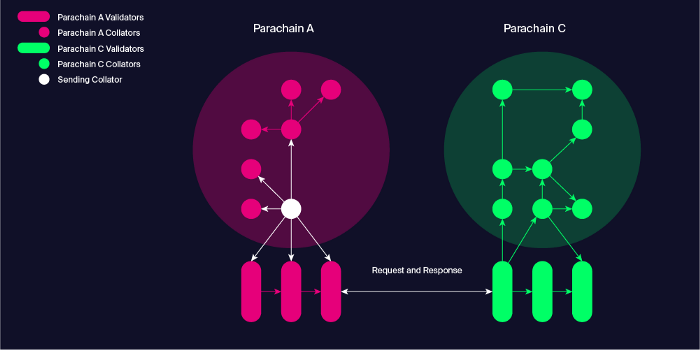 Parachain A Validators
Parachain A Collators
Parachain C Validators
Parachain C Collators
Sending Collator
Parachain A
Parachain C
Request and Response